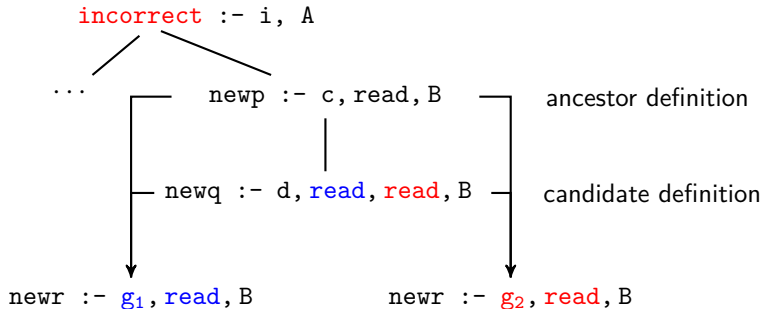 incorrect :- i, A
...
newp :- c, read, B
ancestor definition
newq :- d, read, read, B
candidate definition
newr :- g₁, read, B
newr :- g₂, read, B